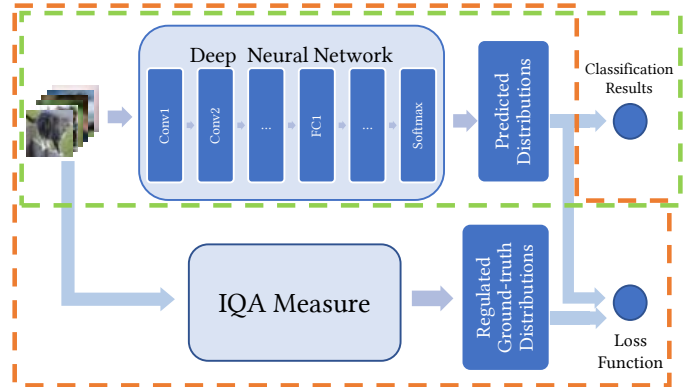 Deep Neural Network
Conv1
Conv2
...
FC1
...
Softmax
Predicted
Distributions
Classification
Results
IQA Measure
Regulated
Ground-truth
Distributions
Loss
Function